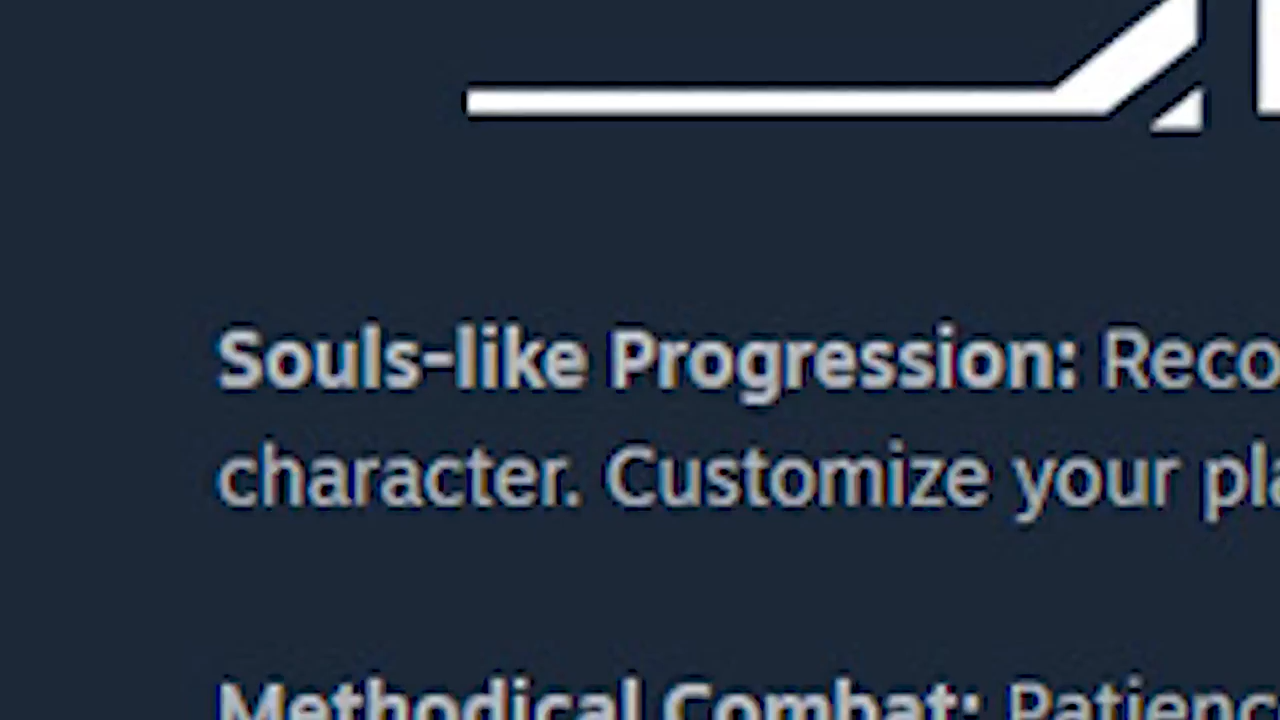 Souls-like Progression: Reco
character. Customize your pla
Methodical Combat: Patienc